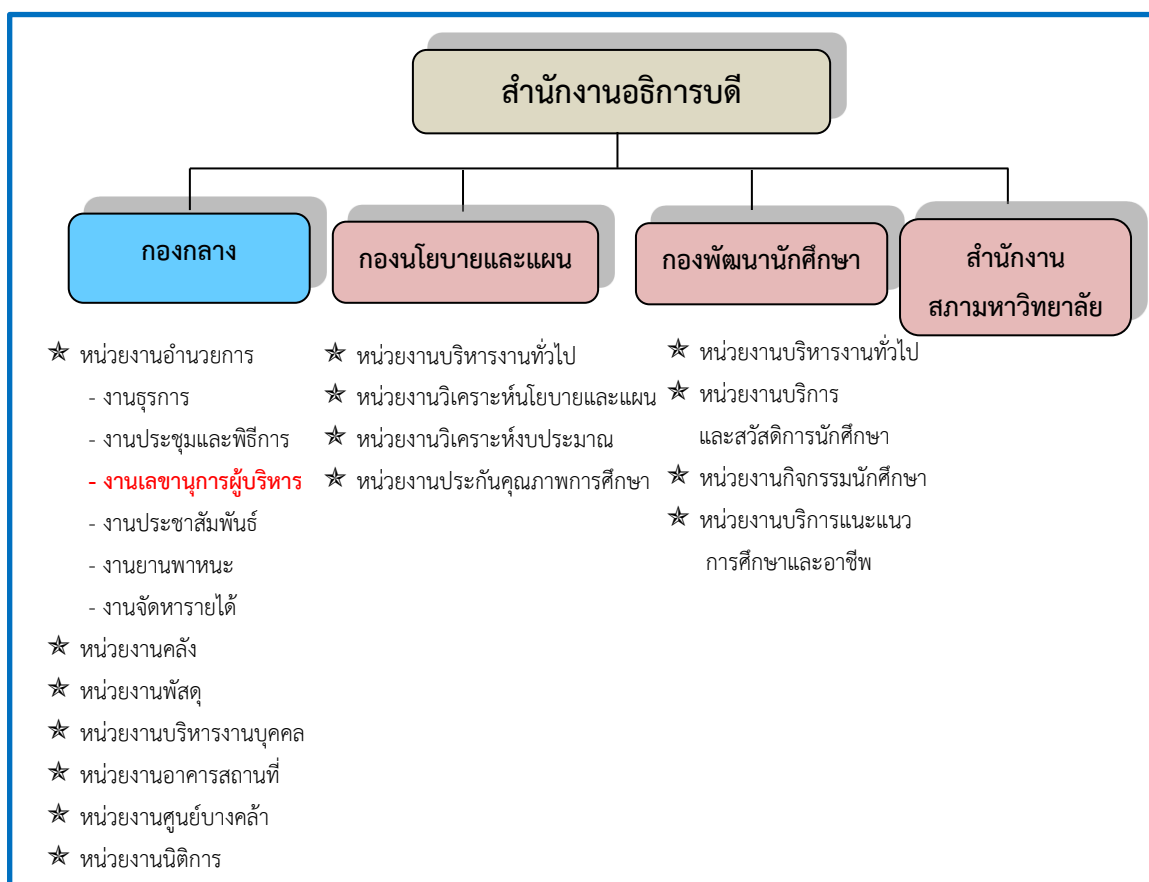 สำนักงานอธิการบดี
กองกลาง
กองนโยบายและแผน
กองพัฒนานักศึกษา
สำนักงาน
สภามหาวิทยาลัย
✯ หน่วยงานอำนวยการ
- งานธุรการ
- งานประชุมและพิธีการ
- งานเลขานุการผู้บริหาร
- งานประชาสัมพันธ์
- งานยานพาหนะ
- งานจัดหารายได้
✯ หน่วยงานคลัง
✯ หน่วยงานพัสดุ
✯ หน่วยงานบริหารงานบุคคล
✯ หน่วยงานอาคารสถานที่
✯ หน่วยงานศูนย์บางคล้า
✯ หน่วยงานนิติการ
✯ หน่วยงานบริหารงานทั่วไป
✯ หน่วยงานวิเคราะห์นโยบายและแผน
✯ หน่วยงานวิเคราะห์งบประมาณ
✯ หน่วยงานประกันคุณภาพการศึกษา
✯ หน่วยงานบริหารงานทั่วไป
✯ หน่วยงานบริการ
และสวัสดิการนักศึกษา
✯ หน่วยงานกิจกรรมนักศึกษา
✯ หน่วยงานบริการแนะแนว
การศึกษาและอาชีพ